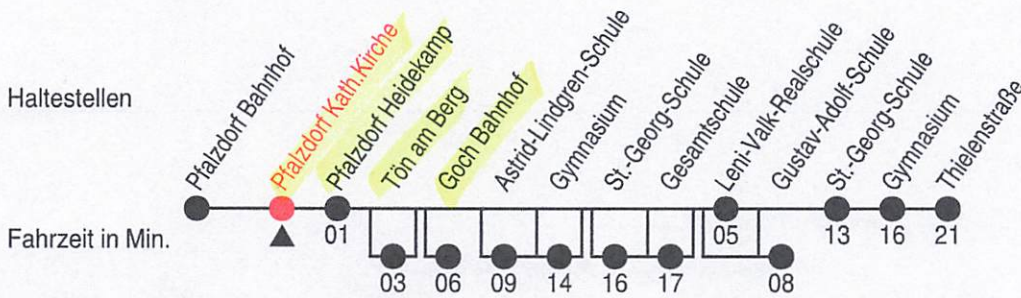 Haltestellen
Pfalzdorf Bahnhof
Pfalzdorf Kath.Kirche
Pfalzdorf Heidekamp
Tön am Berg
Goch Bahnhof
Astrid-Lindgren-Schule
Gymnasium
St.-Georg-Schule
Gesamtschule
Leni-Valk-Realschule
Gustav-Adolf-Schule
St.-Georg-Schule
Gymnasium
Thielenstraße
Fahrzeit in Min.
01
05
13
16
21
03
06
09
14
16
17
08